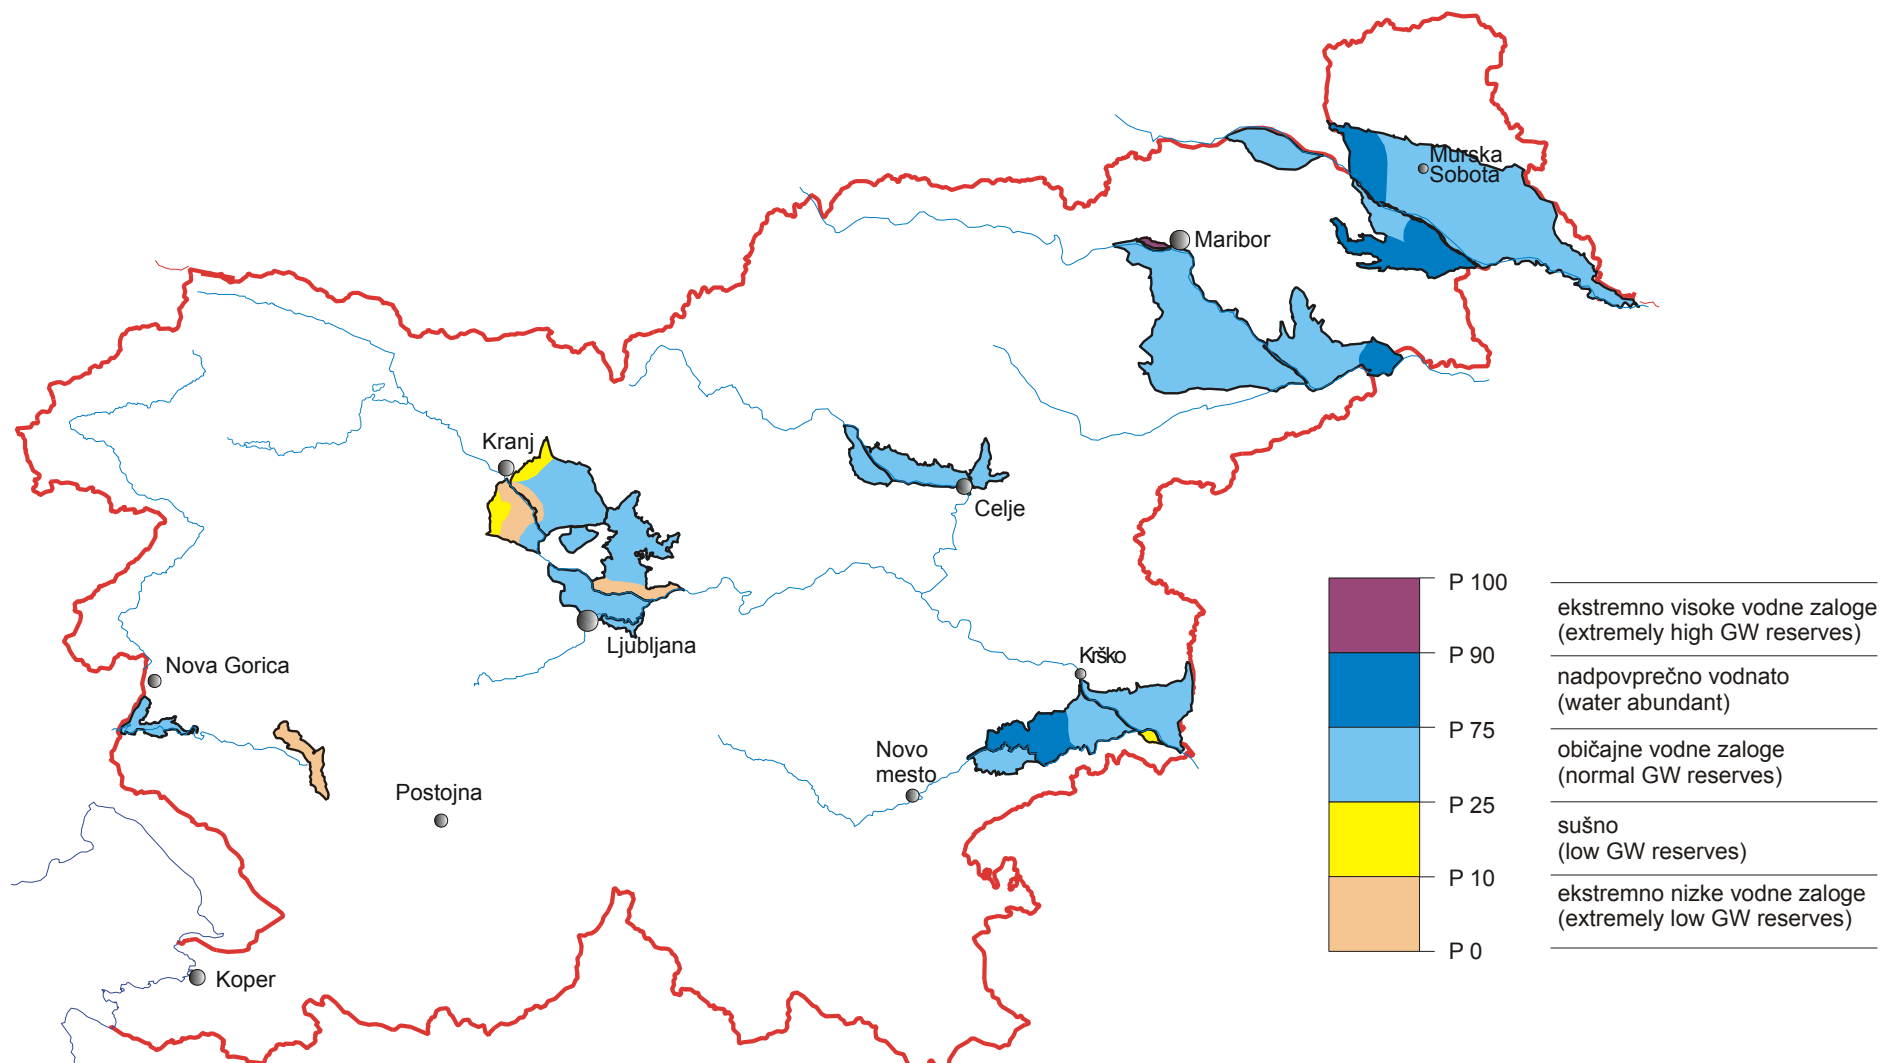 Murska
Sobota
Maribor
Kranj
Celje
Ljubljana
Nova Gorica
Krško
Novo
mesto
Postojna
Koper
P 100
ekstremno visoke vodne zaloge
(extremely high GW reserves)
P 90
nadpovprečno vodnato
(water abundant)
P 75
običajne vodne zaloge
(normal GW reserves)
P 25
sušno
(low GW reserves)
P 10
ekstremno nizke vodne zaloge
(extremely low GW reserves)
P 0